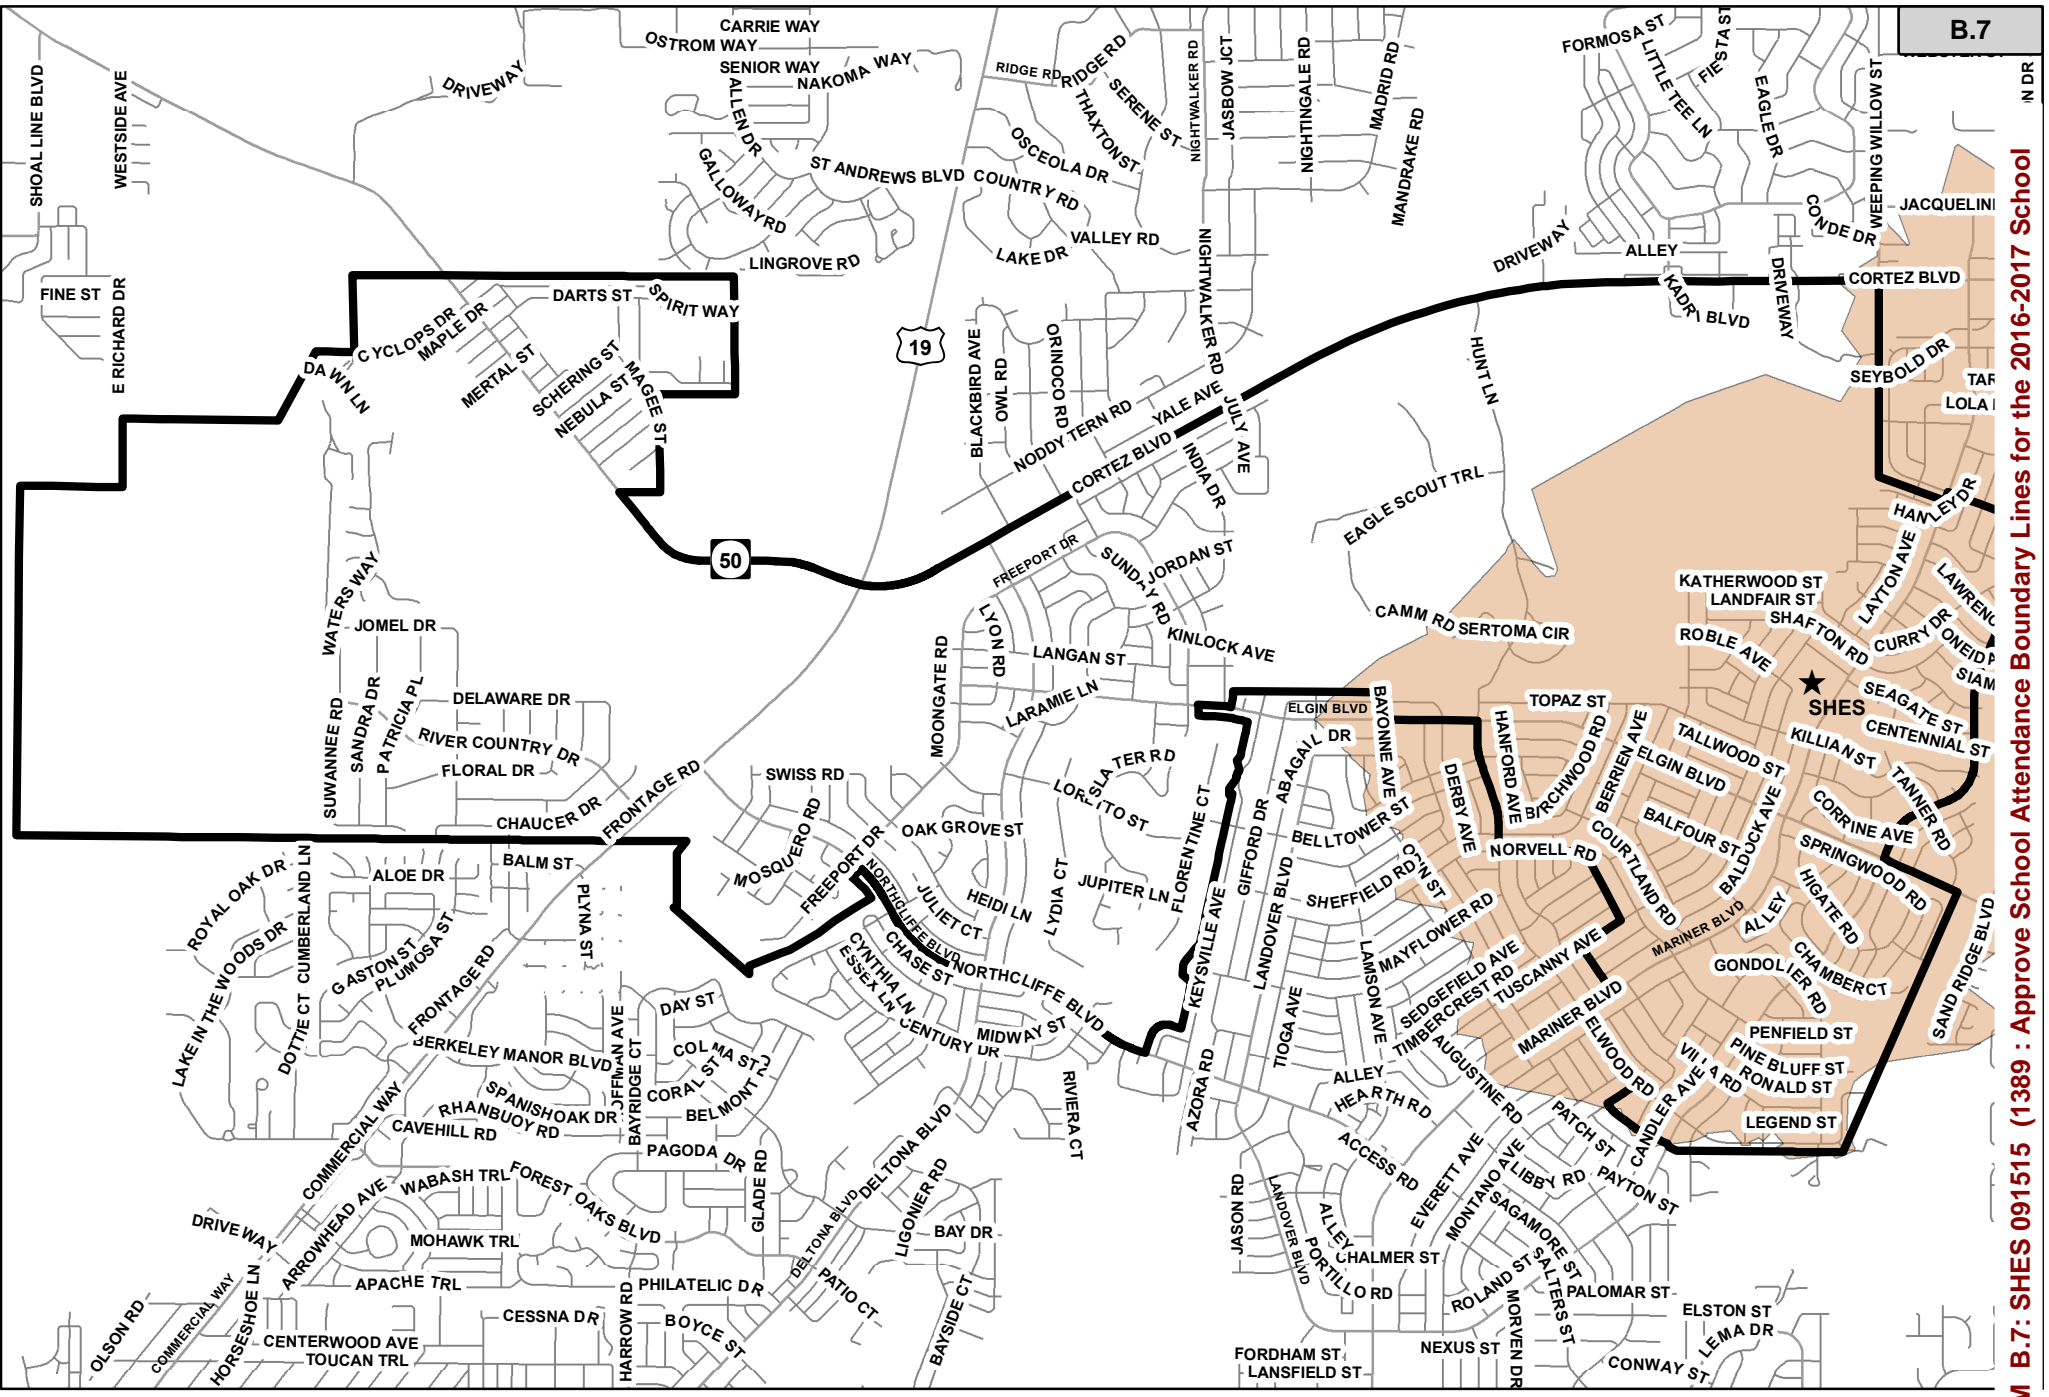 B.7
B.7: SHES 091515 (1389 : Approve School Attendance Boundary Lines for the 2016-2017 School
CARRIE WAY
OSTROM WAY
SENIOR WAY
NAKOMA WAY
ALLEN DR
DRIVEWAY
SHOAL LINE BLVD
WESTSIDE AVE
GALLOWAY RD
ST ANDREWS BLVD
COUNTRY RD
LINGROVE RD
RIDGE RD
RIDGE RD
THAXTON ST
SERENE ST
OSCEOLA DR
VALLEY RD
LAKE DR
NIGHTWALKER RD
JASBOW JCT
NIGHTINGALE RD
MADRID RD
MANDRAKE RD
FORMOSA ST
LITTLE TEE LN
FIESTA ST
EAGLE DR
WEEPING WILLOW ST
N DR
CONDE DR
JACQUELIN
DRIVEWAY
ALLEY
DRIVEWAY
KADRI BLVD
CORTEZ BLVD
FINE ST
E RICHARD DR
DARTS ST
SPIRIT WAY
CYCLOPS DR
MAPLE DR
DAWN LN
MERTAL ST
SCHERING ST
NEBULA ST
MAGEE ST
19
BLACKBIRD AVE
OWL RD
ORINOCO RD
NIGHTWALKER RD
NODDY TERN RD
YALE AVE
JULY AVE
CORTEZ BLVD
INDIA DR
HUNT LN
EAGLE SCOUT TRL
SEYBOLD DR
TAR
LOLA
HANLEY DR
50
FREEPORT DR
SUNDAY RD
JORDAN ST
KINLOCK AVE
LYON RD
LANGAN ST
LARAMIE LN
MOONGATE RD
CAMM RD
SERTOMA CIR
KATHERWOOD ST
LANDFAIR ST
SHAFTON RD
ROBLE AVE
LAYTON AVE
CURRY DR
LAWRENC
ONEIDA
SIAM
SHES
SEAGATE ST
CENTENNIAL ST
WATERS WAY
JOMEL DR
SUWANNEE RD
SANDRA DR
PATRICIA PL
DELAWARE DR
RIVER COUNTRY DR
FLORAL DR
CHAUCER DR
FRONTAGE RD
SWISS RD
MOSQUERO RD
FREEPORT DR
OAK GROVE ST
SLATER RD
LORETTO ST
FLORENTINE CT
ELGIN BLVD
ABAGAIL DR
BAYONNE AVE
TOPAZ ST
HANFORD AVE
BIRCHWOOD RD
BERRIEN AVE
ELGIN BLVD
TALLWOOD ST
KILLIAN ST
TANNER RD
CORRINE AVE
DERBY AVE
BELLTOWER ST
NORVELL RD
COURTLAND RD
BALFOUR ST
BALDOCK AVE
SPRINGWOOD RD
ROYAL OAK DR
CUMBERLAND LN
ALOE DR
BALM ST
PLYNA ST
NORTHCLIFFE BLVD
JULIET CT
HEIDI LN
LYDIA CT
JUPITER LN
GIFFORD DR
LANDOVER BLVD
KEYSVILLE AVE
SHEFFIELD RD
MAYFLOWER RD
LAMSON AVE
SEDGEFIELD AVE
TIMBERCREST RD
TUSCANNY AVE
MARINER BLVD
ALLEY
HIGATE RD
CHAMBER CT
GONDOLIER RD
SAND RIDGE BLVD
LAKE IN THE WOODS DR
GASTON ST
PLUMOSA ST
FRONTAGE RD
DOTTIE CT
CHASE ST
CYNTHIA LN
ESSEX LN
CENTURY DR
NORTHCLIFFE BLVD
MIDWAY ST
DAY ST
BERKELEY MANOR BLVD
BAYRIDGE CT
COLMA ST
CORAL ST
BELMONT
SPANISH OAK DR
RHANBUOY RD
CAVEHILL RD
COMMERCIAL WAY
RIVIERA CT
AZORA RD
TIOGA AVE
ALLEY
HEARTH RD
AUGUSTINE RD
MARINER BLVD
ELWOOD RD
VILLA RD
PENFIELD ST
PINE BLUFF ST
RONALD ST
LEGEND ST
CANDLER AVE
PATCH ST
PAGODA DR
WABASH TRL
FOREST OAKS BLVD
GLADE RD
DELTONA BLVD
DELTONA BLVD
LIGONIER RD
BAY DR
ACCESS RD
LIBBY RD
PAYTON ST
EVERETT AVE
MONTANO AVE
SAGAMORE ST
SALTERS ST
DRIVEWAY
ARROWHEAD AVE
MOHAWK TRL
APACHE TRL
PHILATELIC DR
PATIO CT
BAYSIDE CT
JASON RD
LANDOVER BLVD
ALLEY
PORTILLO RD
CHALMER ST
ROLAND ST
PALOMAR ST
MORVEN DR
ELSTON ST
LEMA DR
OLSON RD
COMMERCIAL WAY
HORSESHOE LN
CENTERWOOD AVE
TOUCAN TRL
CESSNA DR
HARROW RD
BOYCE ST
FORDHAM ST
LANSFIELD ST
NEXUS ST
CONWAY ST